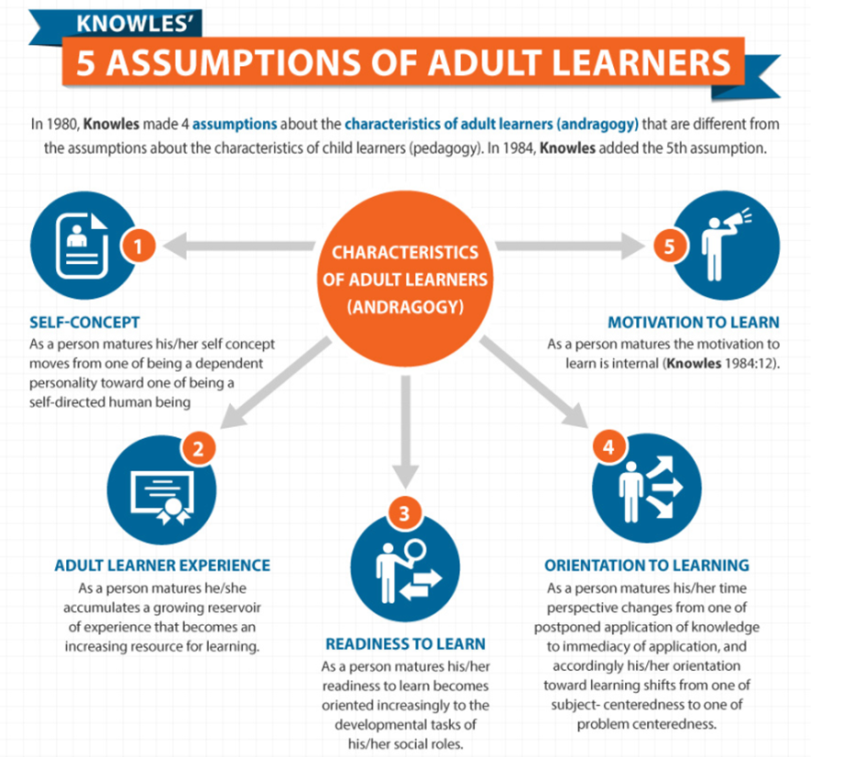 KNOWLES'
5 ASSUMPTIONS OF ADULT LEARNERS
In 1980, Knowles made 4 assumptions about the characteristics of adult learners (andragogy) that are different from
the assumptions about the characteristics of child learners (pedagogy). In 1984, Knowles added the 5th assumption.
CHARACTERISTICS
OF ADULT LEARNERS
(ANDRAGOGY)
1
SELF-CONCEPT
As a person matures his/her self concept
moves from one of being a dependent
personality toward one of being a
self-directed human being
2
ADULT LEARNER EXPERIENCE
As a person matures he/she
accumulates a growing reservoir
of experience that becomes an
increasing resource for learning.
3
READINESS TO LEARN
As a person matures his/her
readiness to learn becomes
oriented increasingly to the
developmental tasks of
his/her social roles.
4
ORIENTATION TO LEARNING
As a person matures his/her time
perspective changes from one of
postponed application of knowledge
to immediacy of application, and
accordingly his/her orientation
toward learning shifts from one of
subject- centeredness to one of
problem centeredness.
5
MOTIVATION TO LEARN
As a person matures the motivation to
learn is internal (Knowles 1984:12).